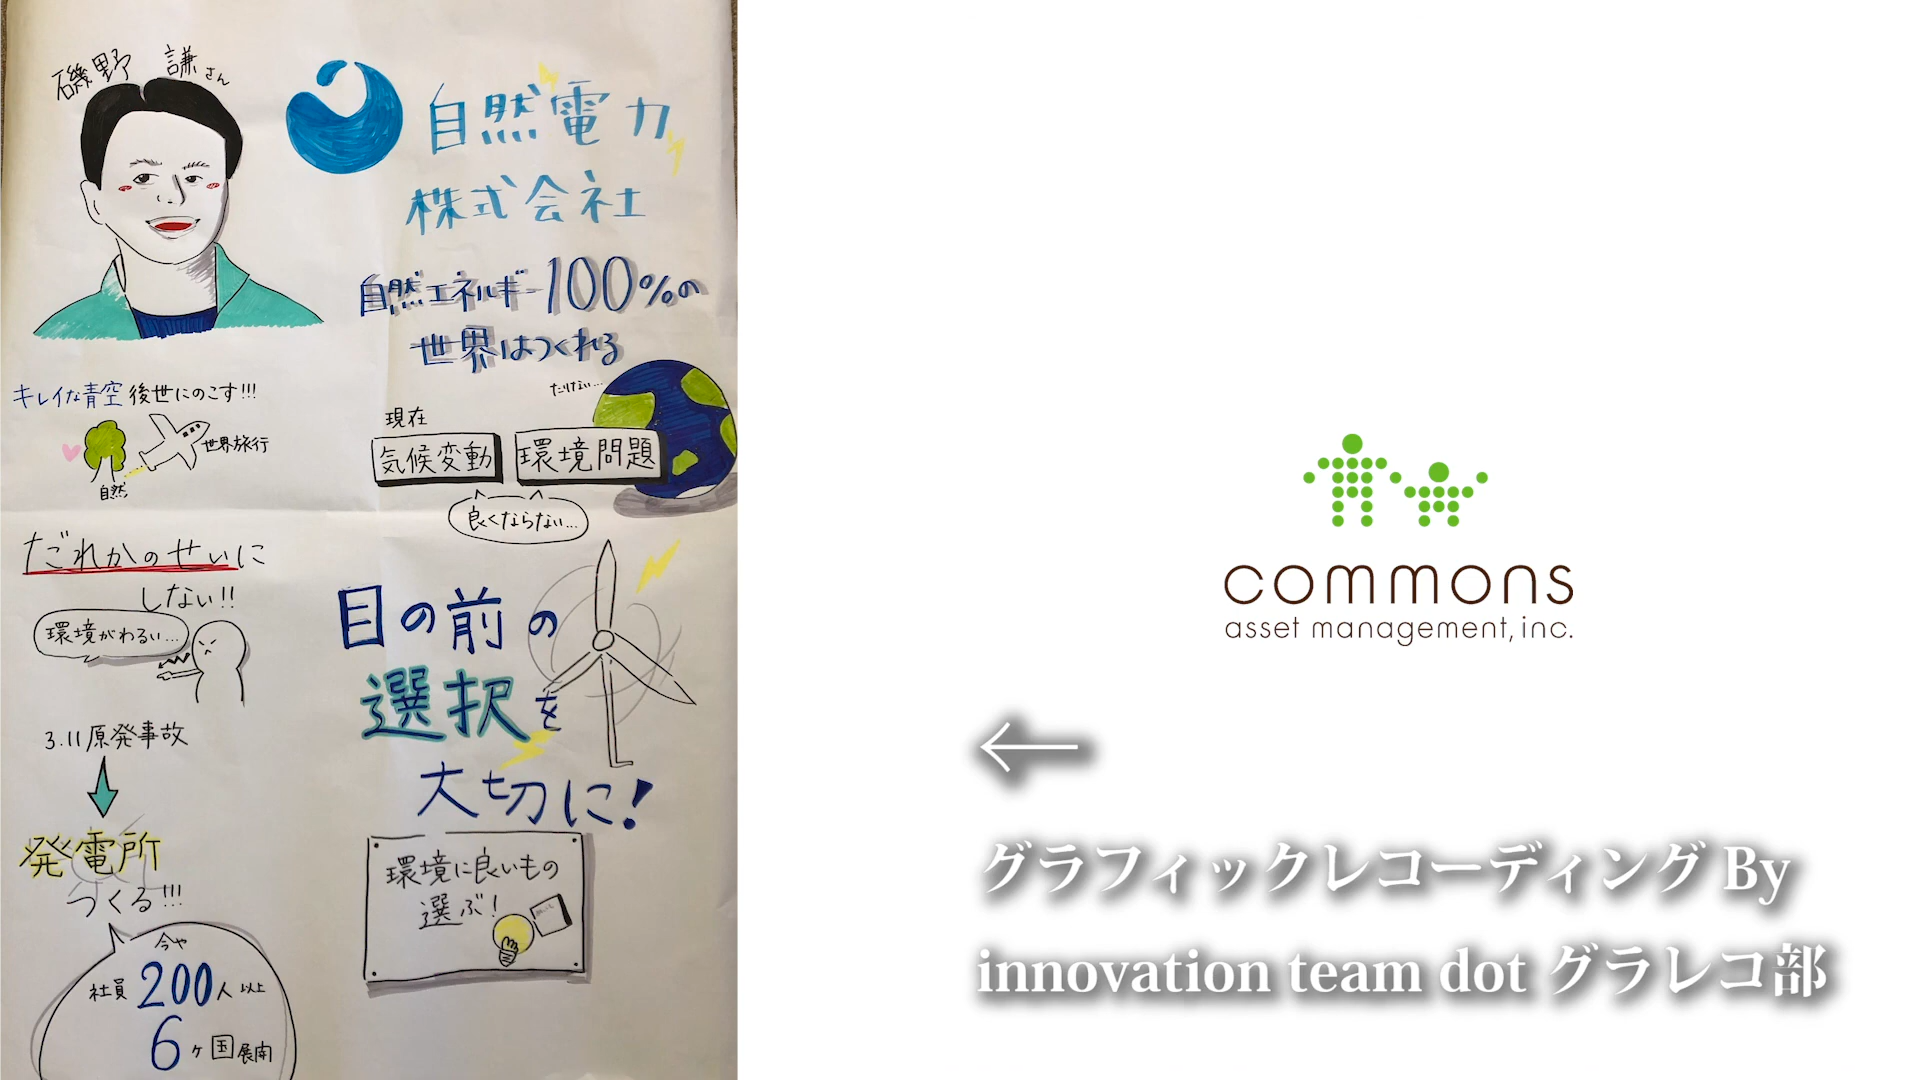 磯野 謙さん
自然電力
株式会社
自然エネルギー100%の
世界はつくれる
キレイな青空 後世にのこす!!!
世界旅行
自然
たりない...
現在
気候変動
環境問題
良くならない...
だれかのせいに
しない!!
環境がわるい...
3.11原発事故
発電所
つくる!!!
今や
社員200人以上
6ヶ国展開
目の前の
選択を
大切に!
環境に良いもの
選ぶ!
commons
asset management, inc.
←
グラフィックレコーディング By
innovation team dot グラレコ部